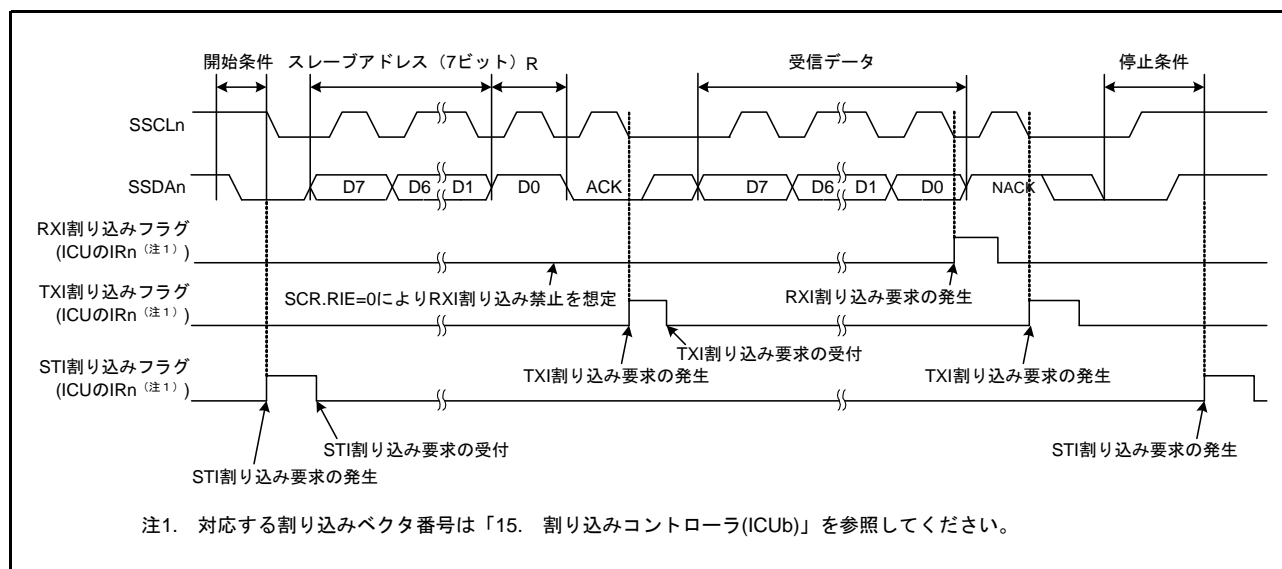 開始条件 スレーブアドレス（7ビット） R 受信データ 停止条件
SSCLn
SSDAn D7 D6 D1 D0 ACK D7 D6 D1 D0 NACK
RXI割り込みフラグ
(ICUのIRn（注1）)
SCR.RIE=0によりRXI割り込み禁止を想定
RXI割り込み要求の発生
TXI割り込みフラグ
(ICUのIRn（注1）)
TXI割り込み要求の受付
TXI割り込み要求の発生
TXI割り込み要求の発生
STI割り込みフラグ
(ICUのIRn（注1）)
STI割り込み要求の受付
STI割り込み要求の発生
STI割り込み要求の発生
注1. 対応する割り込みベクタ番号は「15. 割り込みコントローラ(ICUb)」を参照してください。